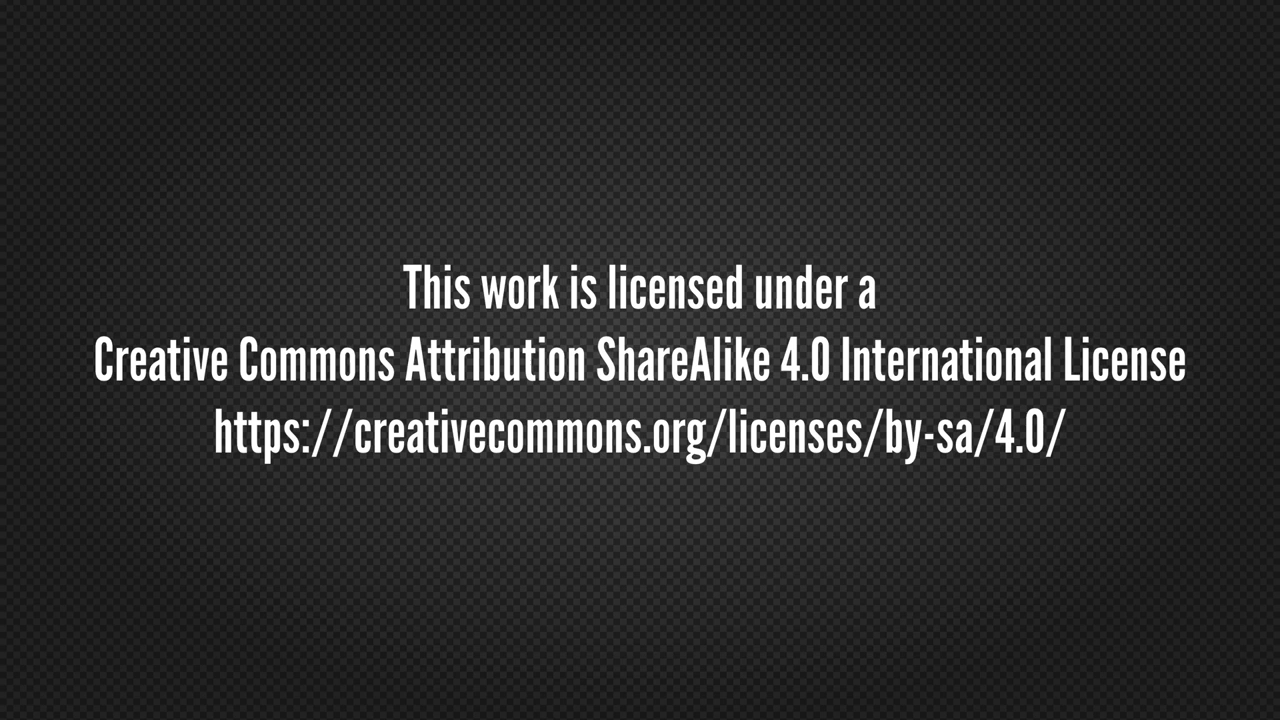 This work is licensed under a
Creative Commons Attribution ShareAlike 4.0 International License
https://creativecommons.org/licenses/by-sa/4.0/